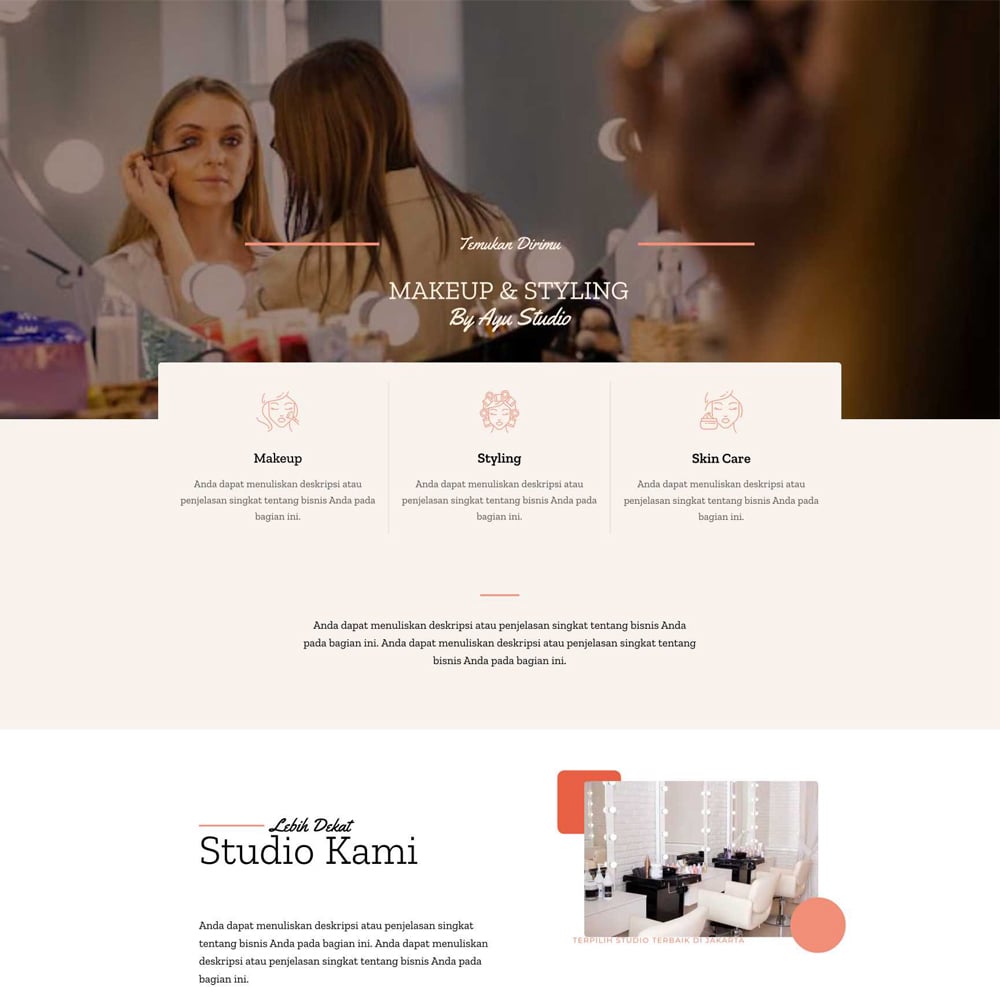 Temukan Dirimu
MAKEUP & STYLING
By Ayu Studio
Makeup
Anda dapat menuliskan deskripsi atau
penjelasan singkat tentang bisnis Anda pada
bagian ini.
Styling
Anda dapat menuliskan deskripsi atau
penjelasan singkat tentang bisnis Anda pada
bagian ini.
Skin Care
Anda dapat menuliskan deskripsi atau
penjelasan singkat tentang bisnis Anda pada
bagian ini.
Anda dapat menuliskan deskripsi atau penjelasan singkat tentang bisnis Anda
pada bagian ini. Anda dapat menuliskan deskripsi atau penjelasan singkat tentang
bisnis Anda pada bagian ini.
Lebih Dekat
Studio Kami
Anda dapat menuliskan deskripsi atau penjelasan singkat
tentang bisnis Anda pada bagian ini. Anda dapat menuliskan
deskripsi atau penjelasan singkat tentang bisnis Anda pada
bagian ini.
TERPILIH STUDIO TERBAIK DI JAKARTA